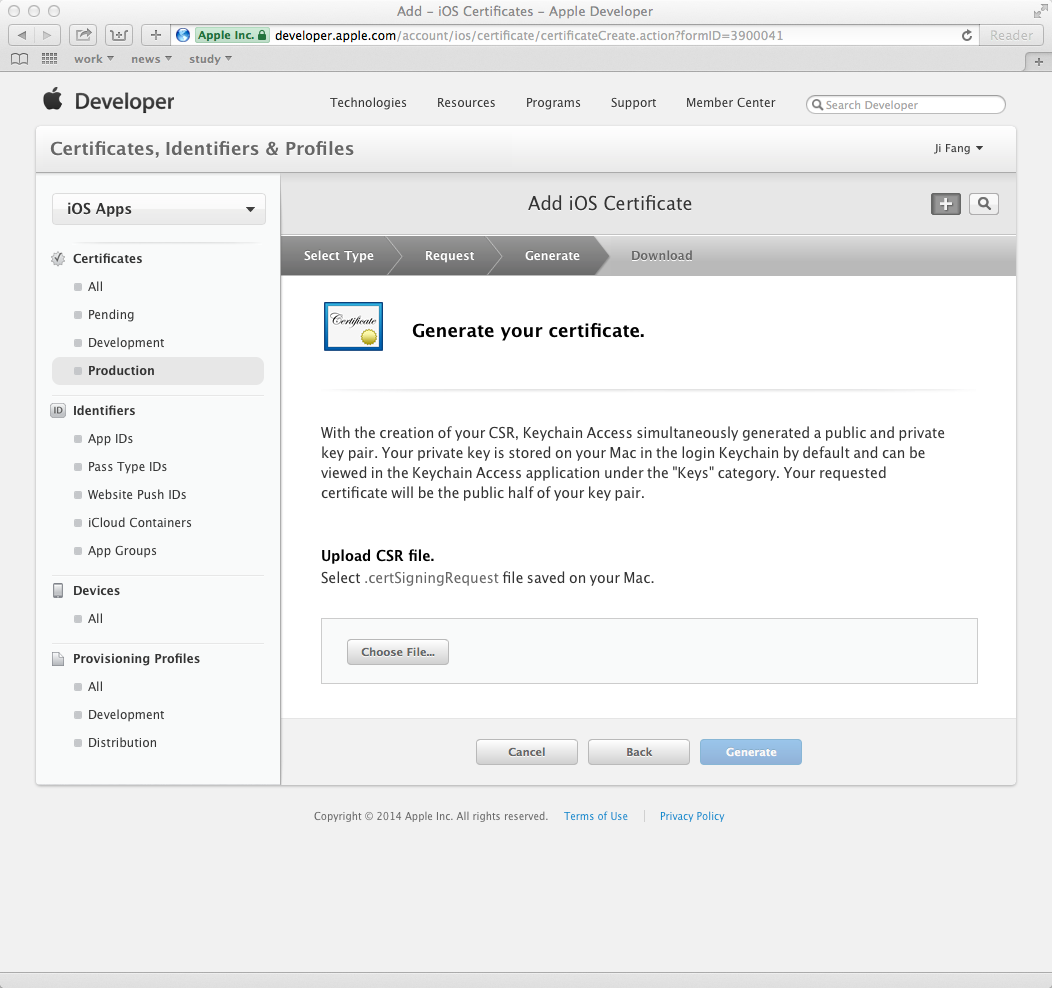 Add – iOS Certificates – Apple Developer
Apple Inc. developer.apple.com/account/ios/certificate/certificateCreate.action?formID=3900041 Reader
work news study
Developer
Technologies Resources Programs Support Member Center Search Developer
Certificates, Identifiers & Profiles
Ji Fang
iOS Apps
Certificates
All
Pending
Development
Production
ID Identifiers
App IDs
Pass Type IDs
Website Push IDs
iCloud Containers
App Groups
Devices
All
Provisioning Profiles
All
Development
Distribution
Add iOS Certificate
Select Type Request Generate Download
Certificate
Generate your certificate.
With the creation of your CSR, Keychain Access simultaneously generated a public and private
key pair. Your private key is stored on your Mac in the login Keychain by default and can be
viewed in the Keychain Access application under the "Keys" category. Your requested
certificate will be the public half of your key pair.
Upload CSR file.
Select .certSigningRequest file saved on your Mac.
Choose File...
Cancel Back Generate
Copyright © 2014 Apple Inc. All rights reserved. Terms of Use Privacy Policy